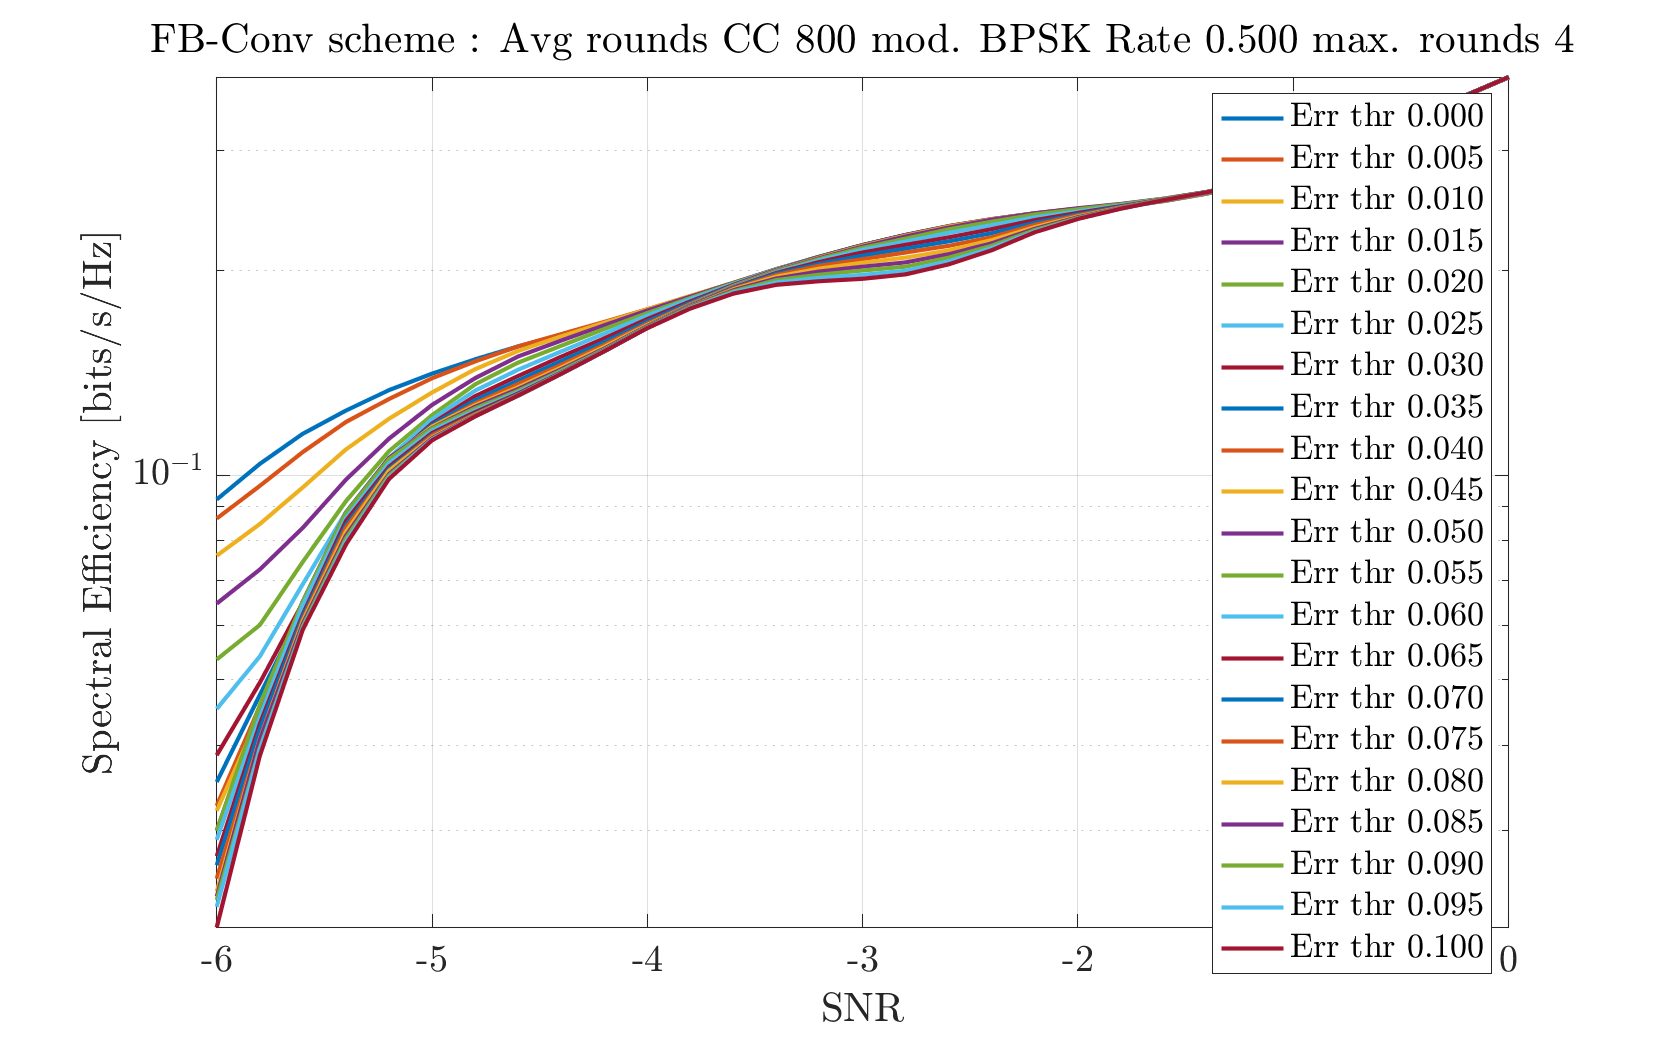 FB-Conv scheme : Avg rounds CC 800 mod. BPSK Rate 0.500 max. rounds 4
Spectral Efficiency [bits/s/Hz]
10^{-1}
Err thr 0.000
Err thr 0.005
Err thr 0.010
Err thr 0.015
Err thr 0.020
Err thr 0.025
Err thr 0.030
Err thr 0.035
Err thr 0.040
Err thr 0.045
Err thr 0.050
Err thr 0.055
Err thr 0.060
Err thr 0.065
Err thr 0.070
Err thr 0.075
Err thr 0.080
Err thr 0.085
Err thr 0.090
Err thr 0.095
Err thr 0.100
-6 -5 -4 -3 -2 0
SNR